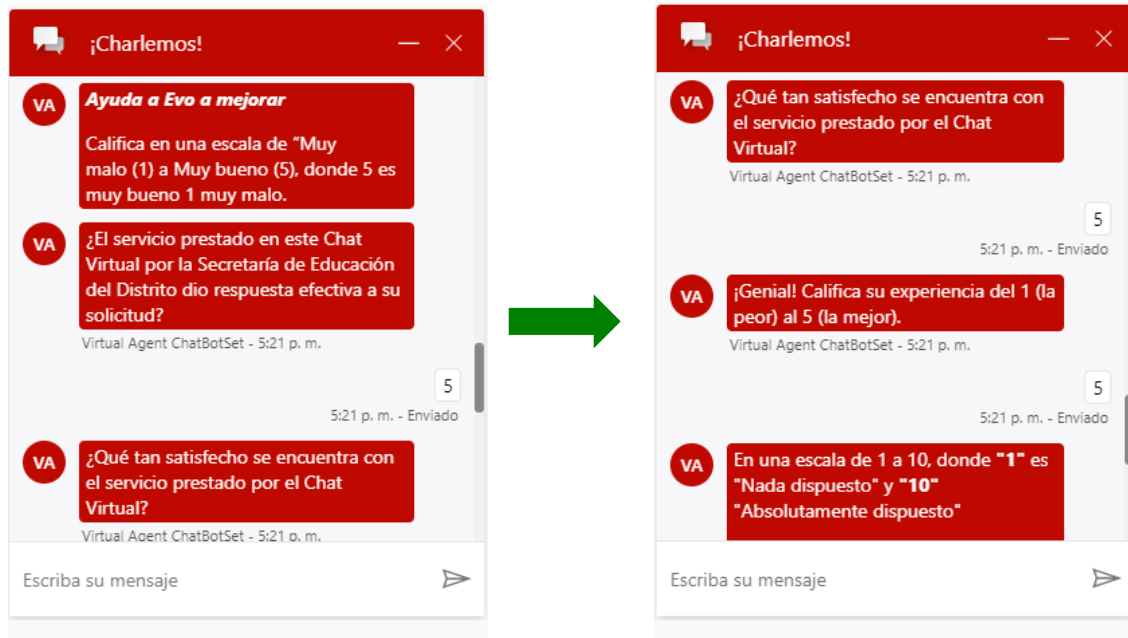 ¡Charlemos!
VA
Ayuda a Evo a mejorar
Califica en una escala de “Muy
malo (1) a Muy bueno (5), donde 5 es
muy bueno 1 muy malo.
VA
¿El servicio prestado en este Chat
Virtual por la Secretaría de Educación
del Distrito dio respuesta efectiva a su
solicitud?
Virtual Agent ChatBotSet - 5:21 p. m.
5
5:21 p. m. - Enviado
VA
¿Qué tan satisfecho se encuentra con
el servicio prestado por el Chat
Virtual?
Virtual Agent ChatBotSet - 5:21 p. m.
Escriba su mensaje
¡Charlemos!
VA
¿Qué tan satisfecho se encuentra con
el servicio prestado por el Chat
Virtual?
Virtual Agent ChatBotSet - 5:21 p. m.
5
5:21 p. m. - Enviado
VA
¡Genial! Califica su experiencia del 1 (la
peor) al 5 (la mejor).
Virtual Agent ChatBotSet - 5:21 p. m.
5
5:21 p. m. - Enviado
VA
En una escala de 1 a 10, donde "1" es
"Nada dispuesto" y "10"
"Absolutamente dispuesto"
Escriba su mensaje